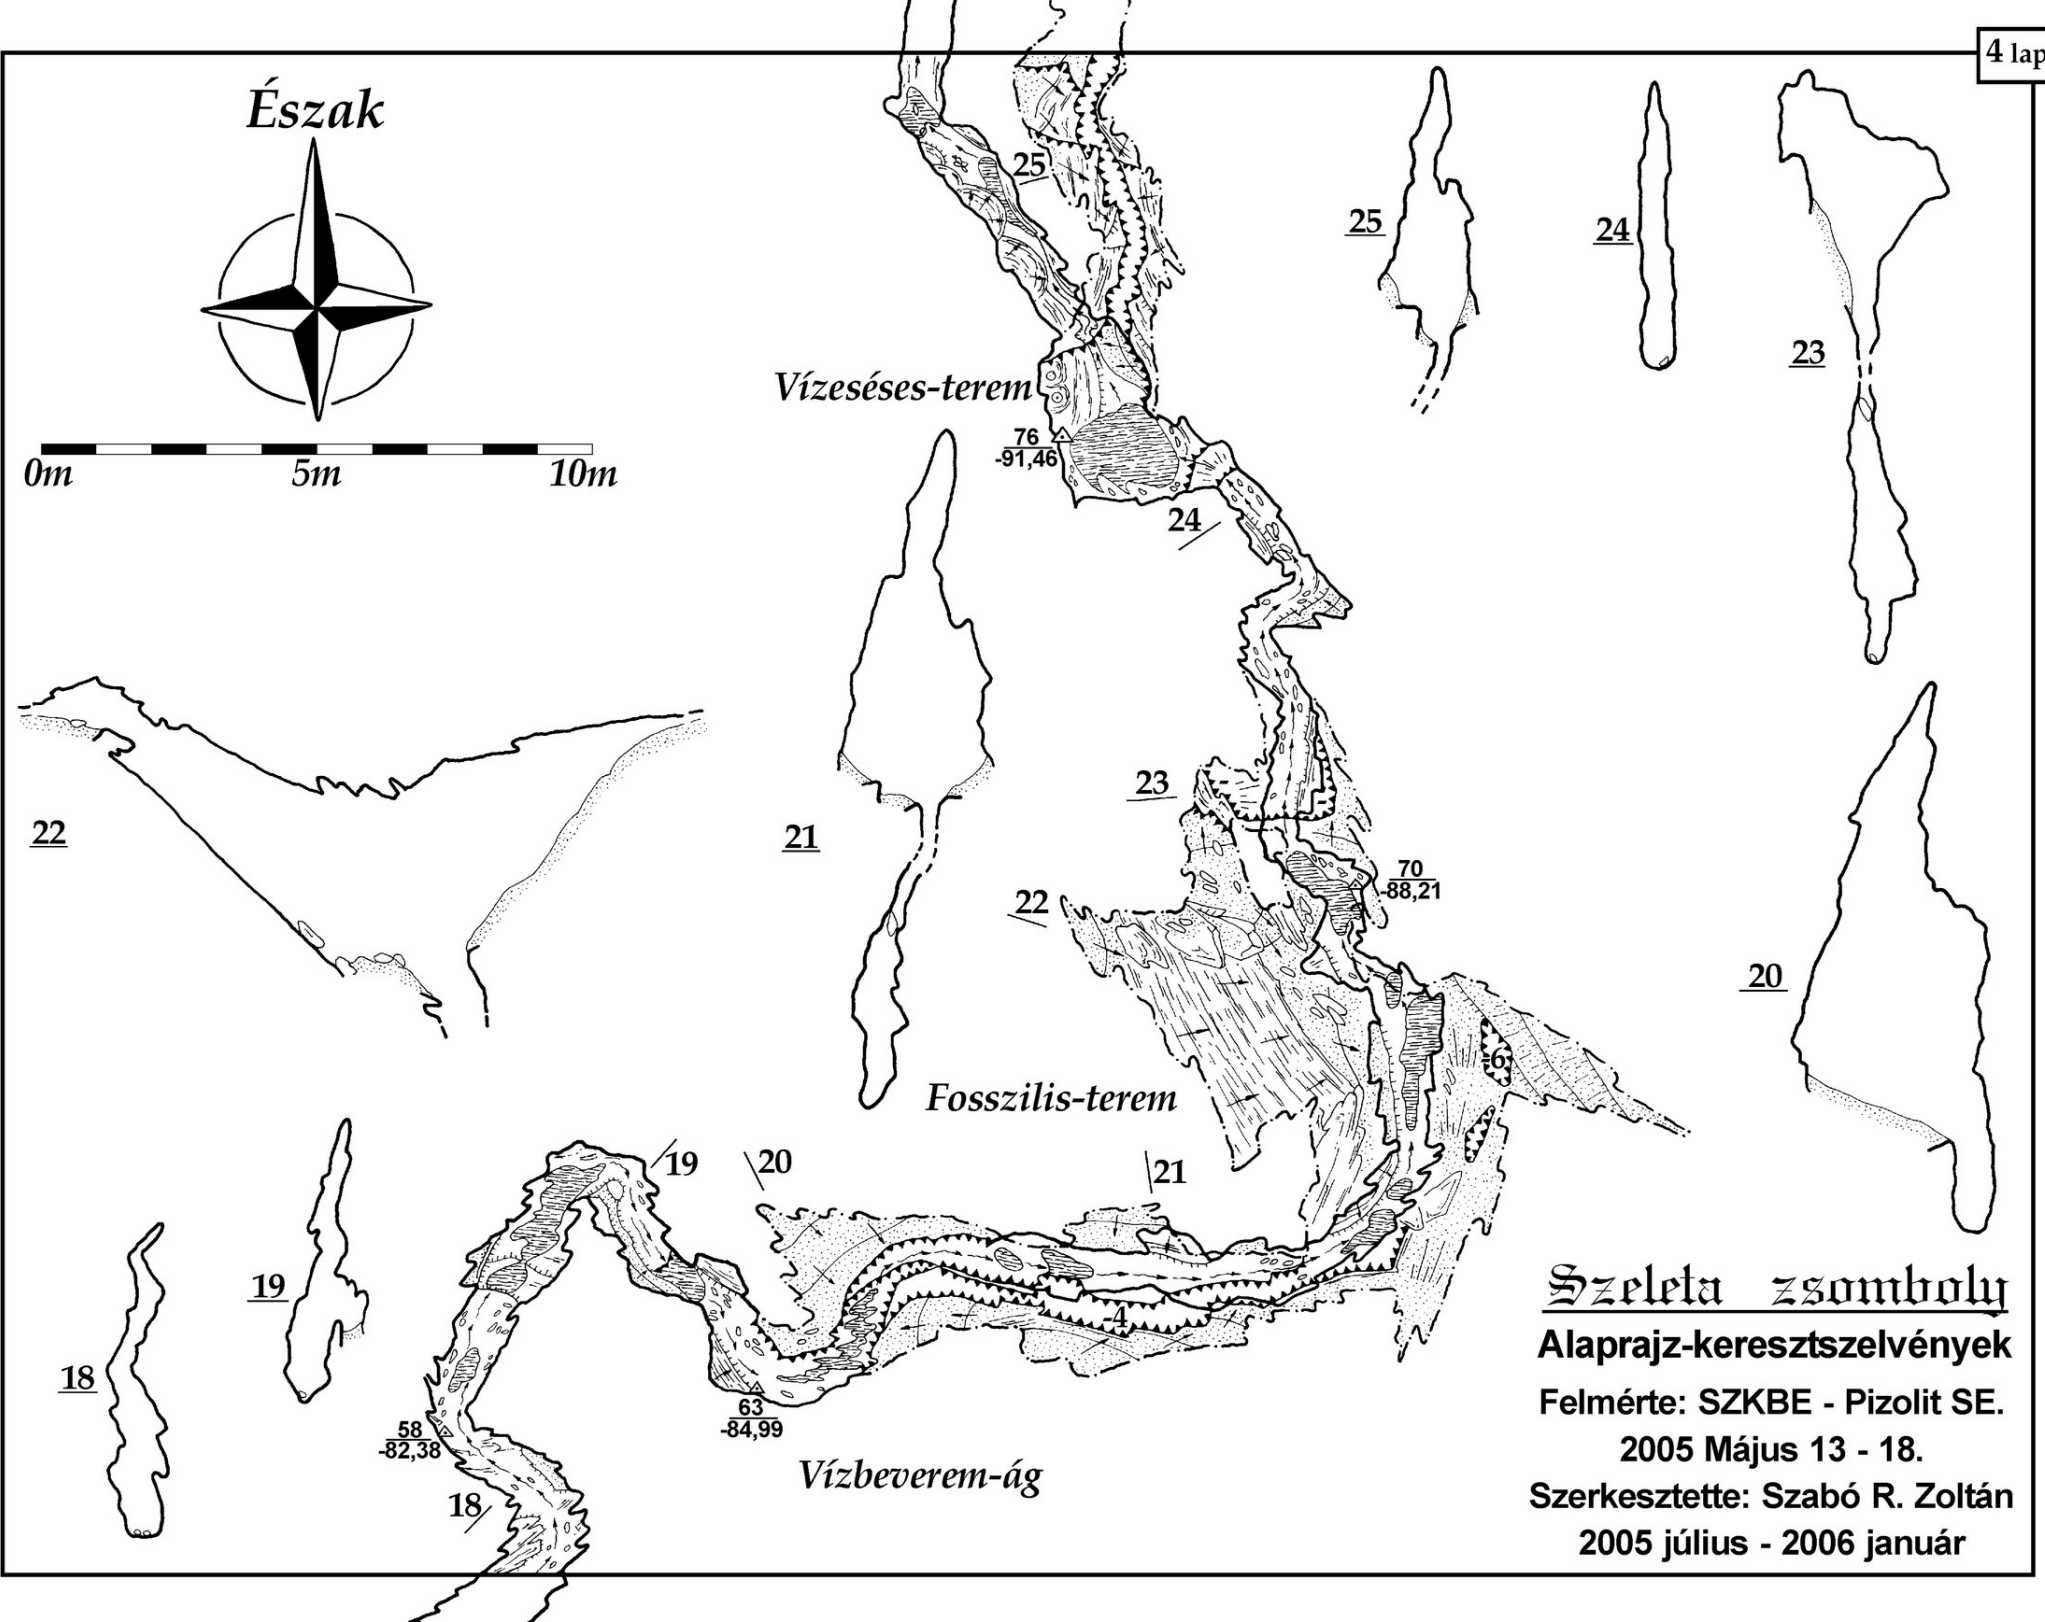 4 lap
Észak
0m 5m 10m
25
25
24
23
Vízeséses-terem
76
-91,46
24
22
21
23
70
-88,21
22
20
Fosszilis-terem
-6
19
20
21
19
18
-4
63
-84,99
58
-82,38
Vízbeverem-ág
18
Szeleta zsomboly
Alaprajz-keresztszelvények
Felmérte: SZKBE - Pizolit SE.
2005 Május 13 - 18.
Szerkesztette: Szabó R. Zoltán
2005 július - 2006 január